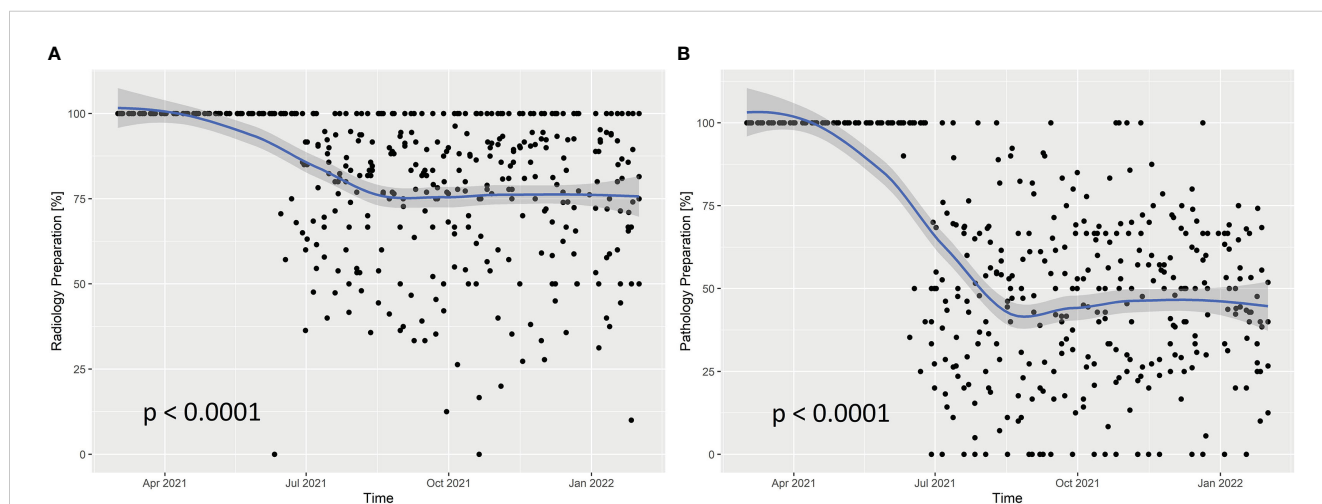 A
Radiology Preparation [%]
100
75
50
25
0
p < 0.0001
Apr 2021
Jul 2021
Oct 2021
Jan 2022
Time
B
Pathology Preparation [%]
100
75
50
25
0
p < 0.0001
Apr 2021
Jul 2021
Oct 2021
Jan 2022
Time